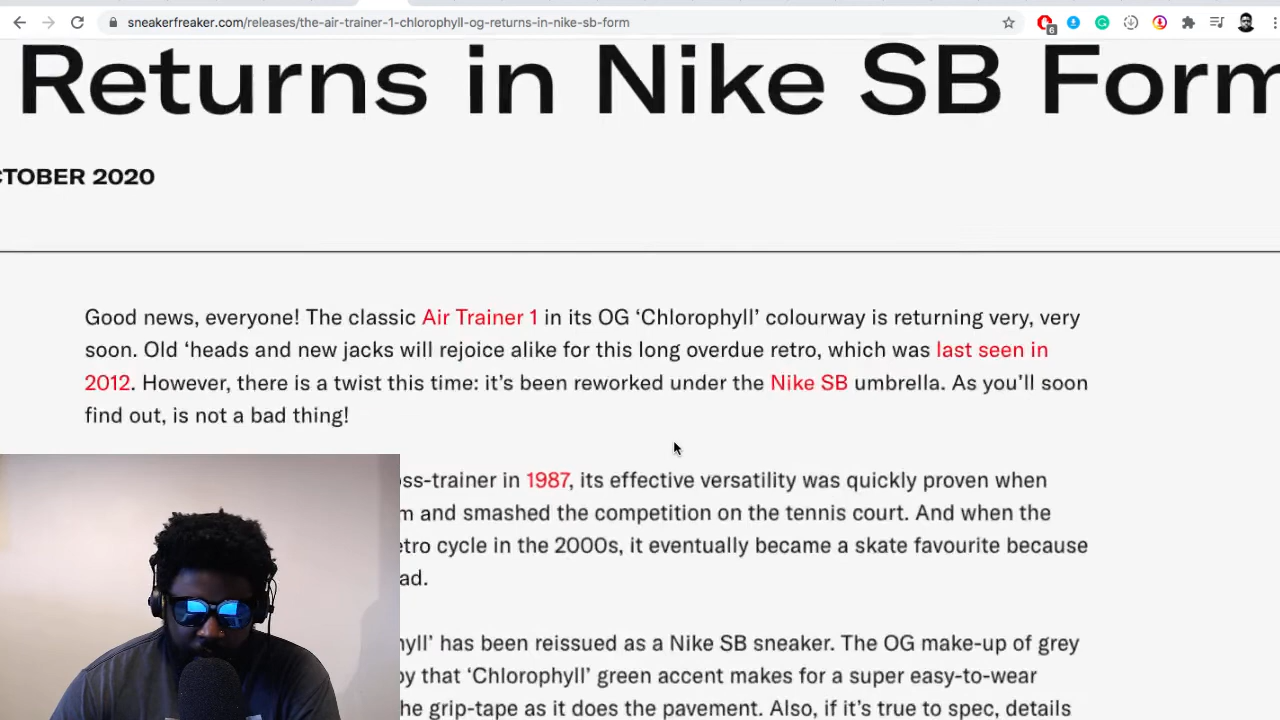 sneakerfreaker.com/releases/the-air-trainer-1-chlorophyll-og-returns-in-nike-sb-form
6
Returns in Nike SB Form
CTOBER 2020
Good news, everyone! The classic Air Trainer 1 in its OG ‘Chlorophyll’ colourway is returning very, very
soon. Old ‘heads and new jacks will rejoice alike for this long overdue retro, which was last seen in
2012. However, there is a twist this time: it’s been reworked under the Nike SB umbrella. As you’ll soon
find out, is not a bad thing!
ss-trainer in 1987, its effective versatility was quickly proven when
m and smashed the competition on the tennis court. And when the
etro cycle in the 2000s, it eventually became a skate favourite because
ad.
hyll’ has been reissued as a Nike SB sneaker. The OG make-up of grey
by that ‘Chlorophyll’ green accent makes for a super easy-to-wear
he grip-tape as it does the pavement. Also, if it’s true to spec, details